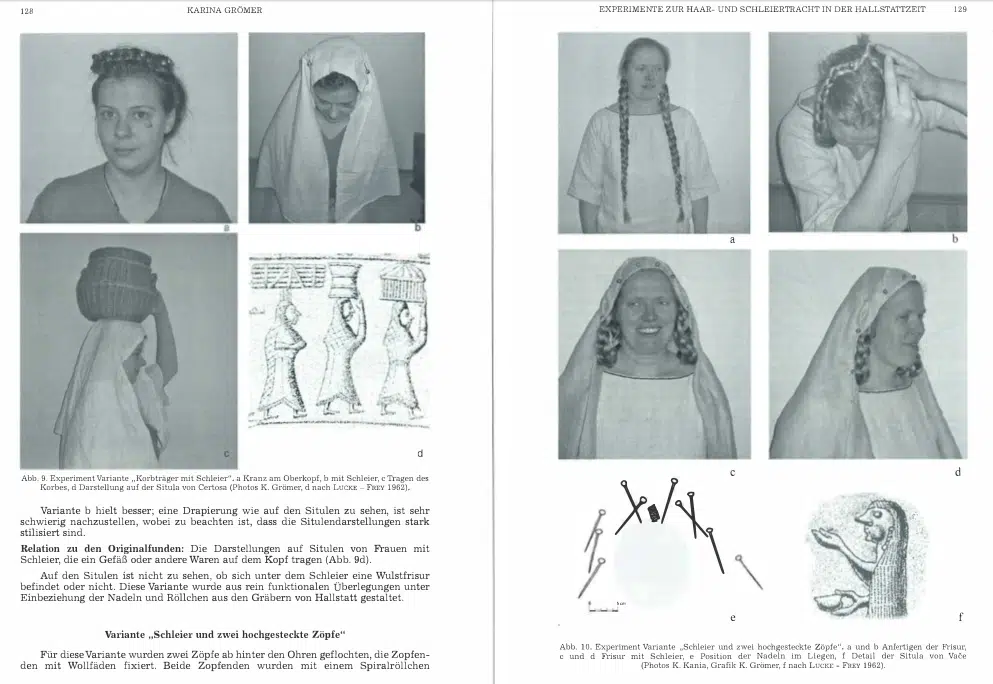 128
KARINA GRÖMER
a
b
c
d
Abb. 9. Experiment Variante „Korbträger mit Schleier“. a Kranz am Oberkopf, b mit Schleier, c Tragen des
Korbes, d Darstellung auf der Situla von Certosa (Photos K. Grömer, d nach LUCKE – FREY 1962).
Variante b hielt besser; eine Drapierung wie auf den Situlen zu sehen, ist sehr
schwierig nachzustellen, wobei zu beachten ist, dass die Situlendarstellungen stark
stilisiert sind.
Relation zu den Originalfunden: Die Darstellungen auf Situlen von Frauen mit
Schleier, die ein Gefäß oder andere Waren auf dem Kopf tragen (Abb. 9d).
Auf den Situlen ist nicht zu sehen, ob sich unter dem Schleier eine Wulstfrisur
befindet oder nicht. Diese Variante wurde aus rein funktionalen Überlegungen unter
Einbeziehung der Nadeln und Röllchen aus den Gräbern von Hallstatt gestaltet.
Variante „Schleier und zwei hochgesteckte Zöpfe“
Für diese Variante wurden zwei Zöpfe ab hinter den Ohren geflochten, die Zopfen-
den mit Wollfäden fixiert. Beide Zopfenden wurden mit einem Spiralröllchen
EXPERIMENTE ZUR HAAR- UND SCHLEIERTRACHT IN DER HALLSTATTZEIT
129
a
b
c
d
e
f
Abb. 10. Experiment Variante „Schleier und zwei hochgesteckte Zöpfe“. a und b Anfertigen der Frisur,
c und d Frisur mit Schleier, e Position der Nadeln im Liegen, f Detail der Situla von Vače
(Photos K. Kania, Grafik K. Grömer, f nach LUCKE – FREY 1962).